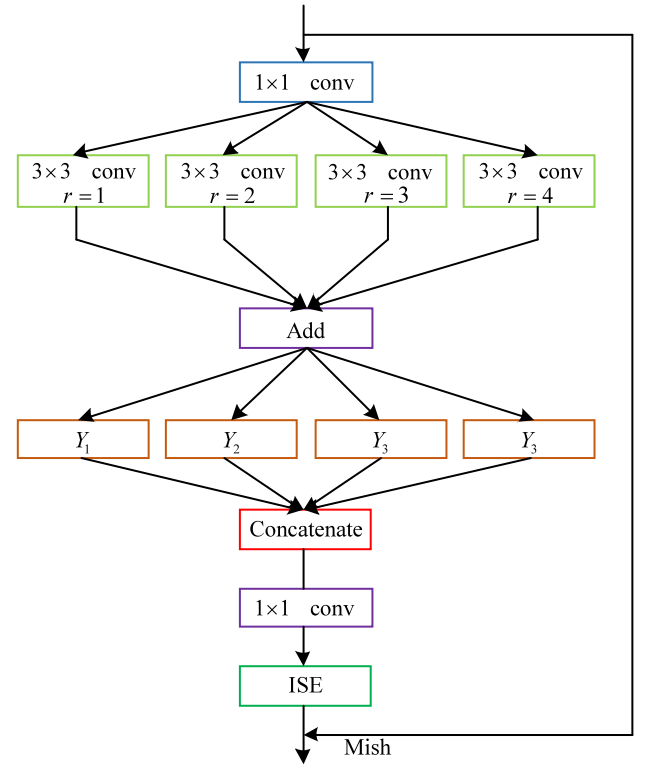 1×1 conv
3×3 conv
r=1
3×3 conv
r=2
3×3 conv
r=3
3×3 conv
r=4
Add
Y₁
Y₂
Y₃
Y₃
Concatenate
1×1 conv
ISE
Mish